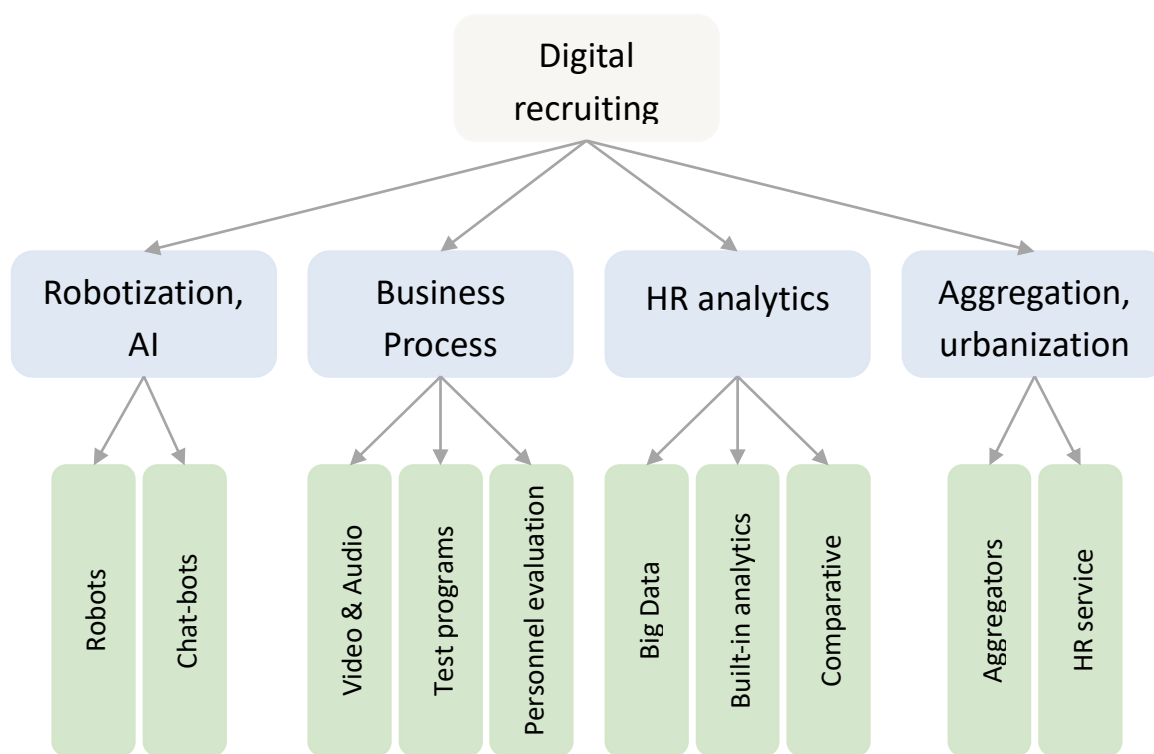 Digital
recruiting
Robotization,
AI
Business
Process
HR analytics
Aggregation,
urbanization
Robots
Chat-bots
Video & Audio
Test programs
Personnel evaluation
Big Data
Built-in analytics
Comparative
Aggregators
HR service